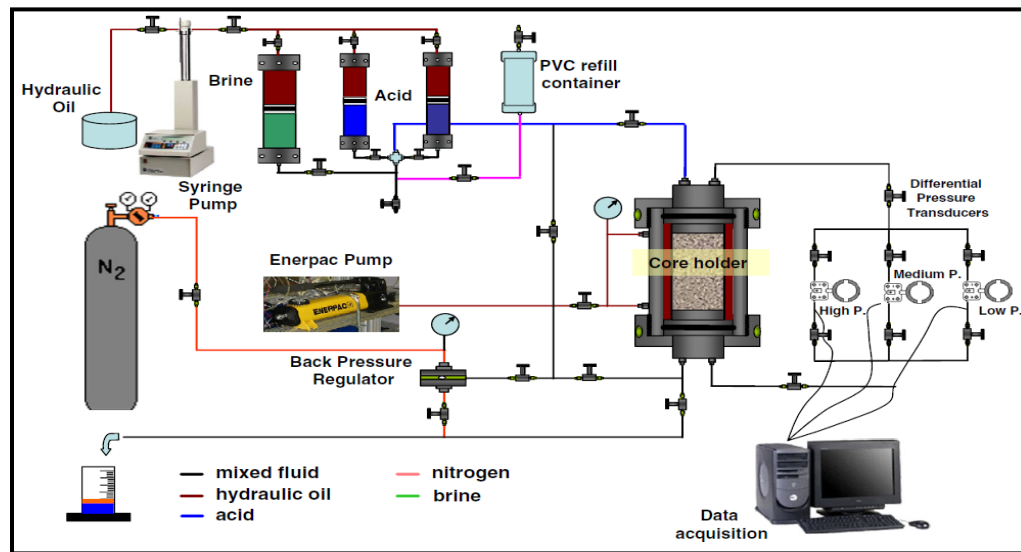 Hydraulic
Oil
Syringe
Pump
Brine
Acid
PVC refill
container
N2
Enerpac Pump
ENERPAC
Back Pressure
Regulator
Core holder
Differential
Pressure
Transducers
Medium P.
High P.
Low P.
mixed fluid
hydraulic oil
acid
nitrogen
brine
Data
acquisition